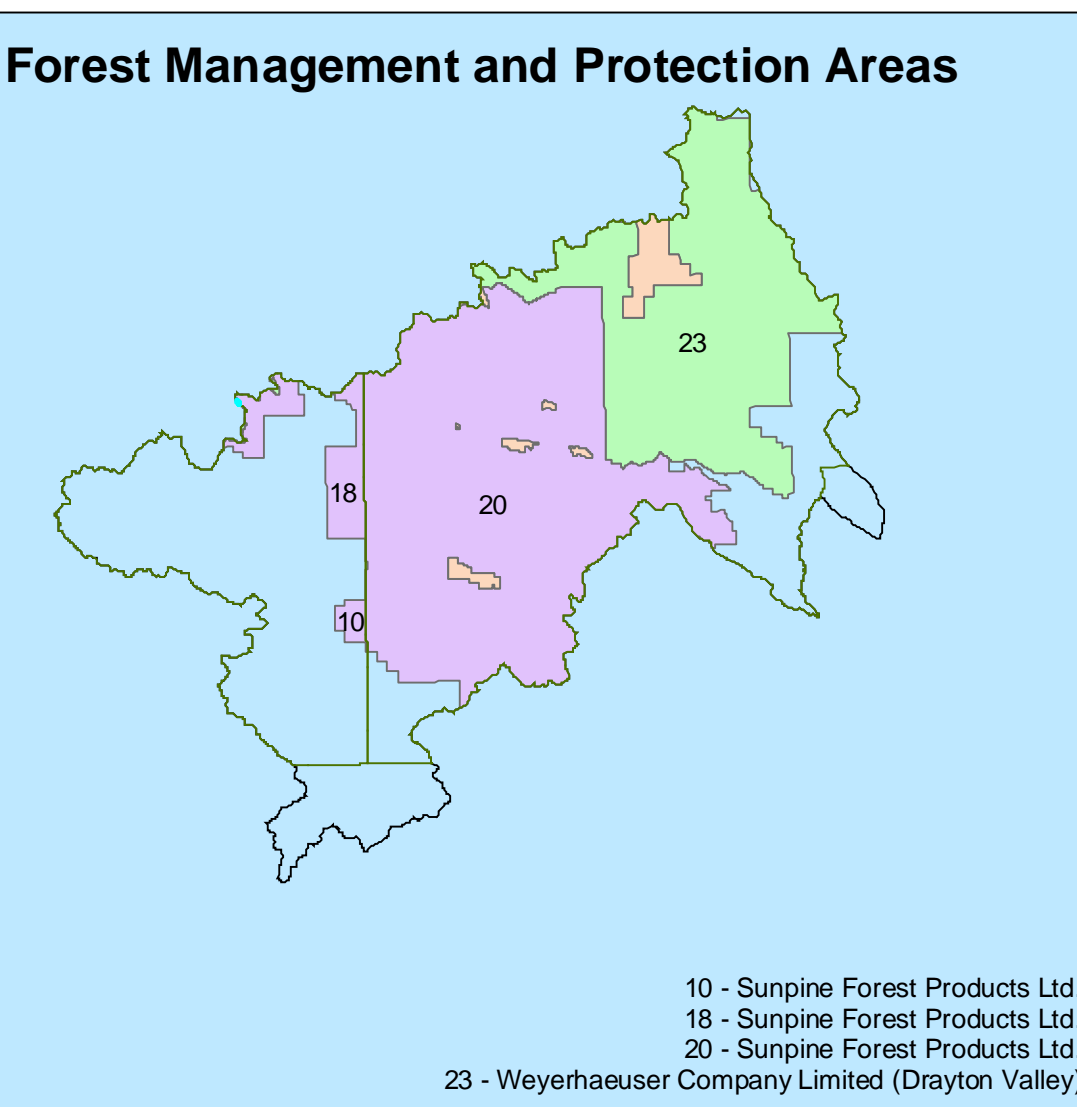 Forest Management and Protection Areas
23
18
20
10
10 - Sunpine Forest Products Ltd.
18 - Sunpine Forest Products Ltd.
20 - Sunpine Forest Products Ltd.
23 - Weyerhaeuser Company Limited (Drayton Valley)